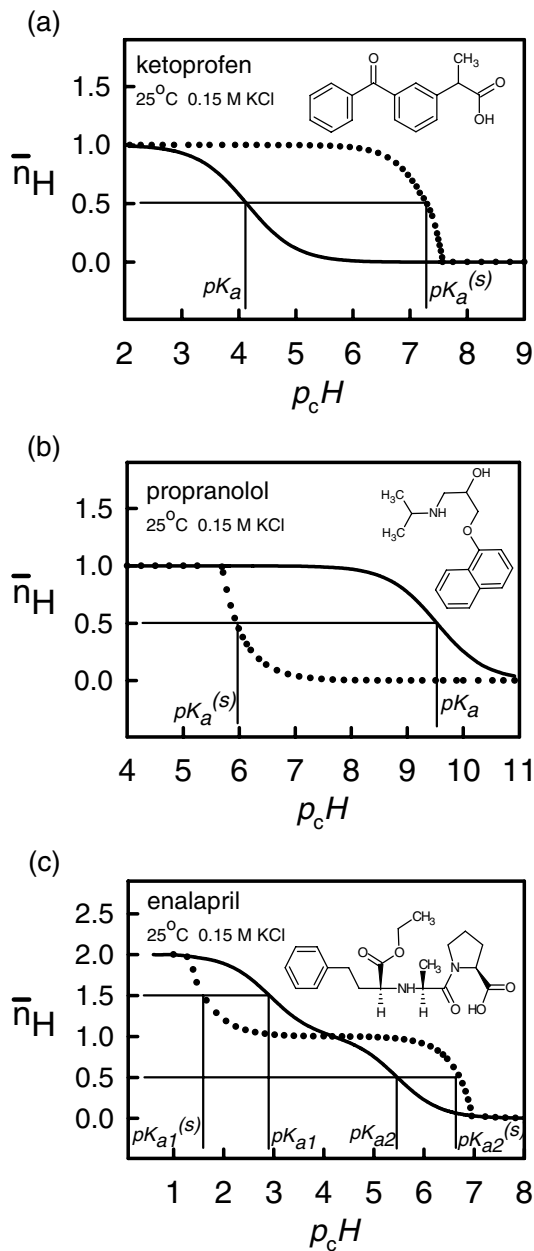 (a)
ketoprofen
25°C 0.15 M KCl
CH₃
O
O
OH
1.5
1.0
0.5
0.0
n̄H
pKa
pKa(s)
2 3 4 5 6 7 8 9
pcH
(b)
propranolol
25°C 0.15 M KCl
OH
CH₃
NH
CH₃
O
1.5
1.0
0.5
0.0
n̄H
pKa(s)
pKa
4 5 6 7 8 9 10 11
pcH
(c)
enalapril
25°C 0.15 M KCl
CH₃
O
O
CH₃
N
NH
H
H
O
O
HO
2.5
2.0
1.5
1.0
0.5
0.0
n̄H
pKa1(s)
pKa1
pKa2
pKa2(s)
1 2 3 4 5 6 7 8
pcH